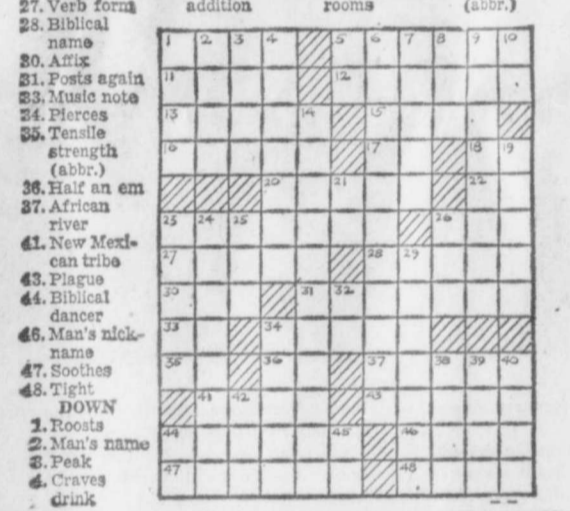 27. Verb form
addition
rooms
(abbr.)
28. Biblical
name
30. Affix
31. Posts again
33. Music note
34. Pierces
35. Tensile
strength
(abbr.)
36. Half an em
37. African
river
41. New Mexi-
can tribe
43. Plague
44. Biblical
dancer
46. Man's nick-
name
47. Soothes
48. Tight
DOWN
1. Roosts
2. Man's name
3. Peak
4. Craves
drink
1 2 3 4 5 6 7 8 9 10
11 12
13 14 15
16 17 18 19
20 21 22
23 24 25 26
27 28 29
30 31 32
33 34
35 36 37 38 39 40
41 42 43
44 45 46
47 48